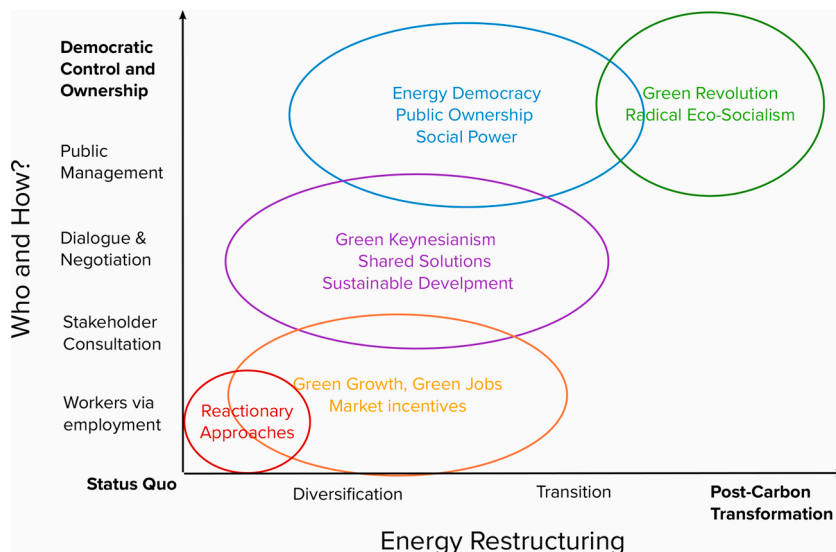 Democratic
Control and
Ownership
Public
Management
Dialogue &
Negotiation
Stakeholder
Consultation
Workers via
employment
Status Quo
Who and How?
Energy Democracy
Public Ownership
Social Power
Green Revolution
Radical Eco-Socialism
Green Keynesianism
Shared Solutions
Sustainable Develpment
Green Growth, Green Jobs
Market incentives
Reactionary
Approaches
Diversification
Transition
Post-Carbon
Transformation
Energy Restructuring